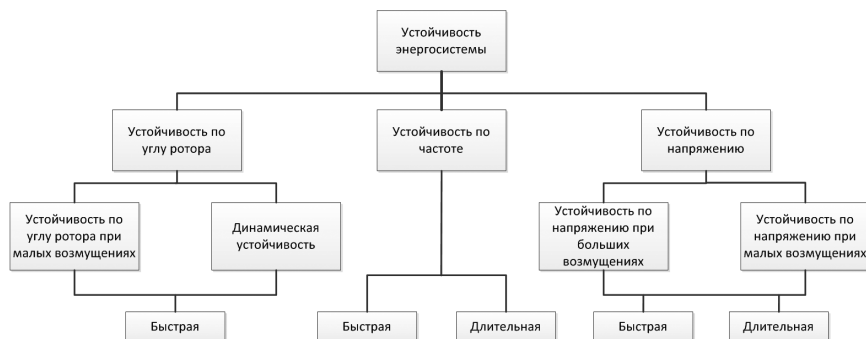 Устойчивость
энергосистемы
Устойчивость по
углу ротора
Устойчивость по
частоте
Устойчивость по
напряжению
Устойчивость по
углу ротора при
малых возмущениях
Динамическая
устойчивость
Устойчивость по
напряжению при
больших
возмущениях
Устойчивость по
напряжению при
малых возмущениях
Быстрая
Быстрая
Длительная
Быстрая
Длительная